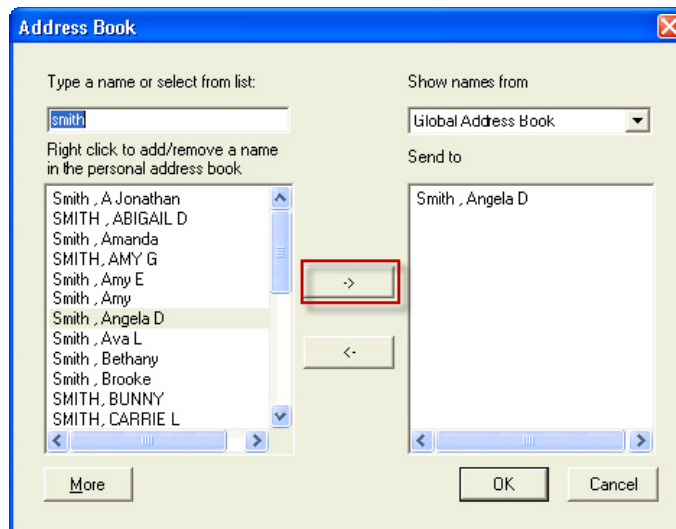 Address Book
Type a name or select from list:
smith
Right click to add/remove a name
in the personal address book
Smith , A Jonathan
SMITH , ABIGAIL D
Smith , Amanda
SMITH, AMY G
Smith , Amy E
Smith , Amy
Smith , Angela D
Smith , Ava L
Smith , Bethany
Smith , Brooke
SMITH, BUNNY
SMITH, CARRIE L
More
->
<-
Show names from
Global Address Book
Send to
Smith , Angela D
OK
Cancel